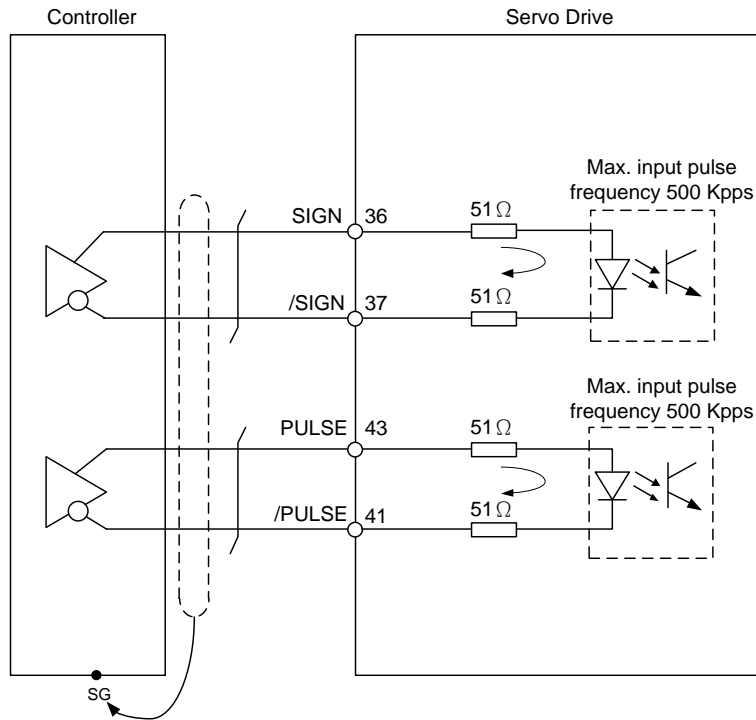 Controller
Servo Drive
Max. input pulse
frequency 500 Kpps
SIGN
36
51Ω
/SIGN
37
51Ω
Max. input pulse
frequency 500 Kpps
PULSE
43
51Ω
/PULSE
41
51Ω
SG